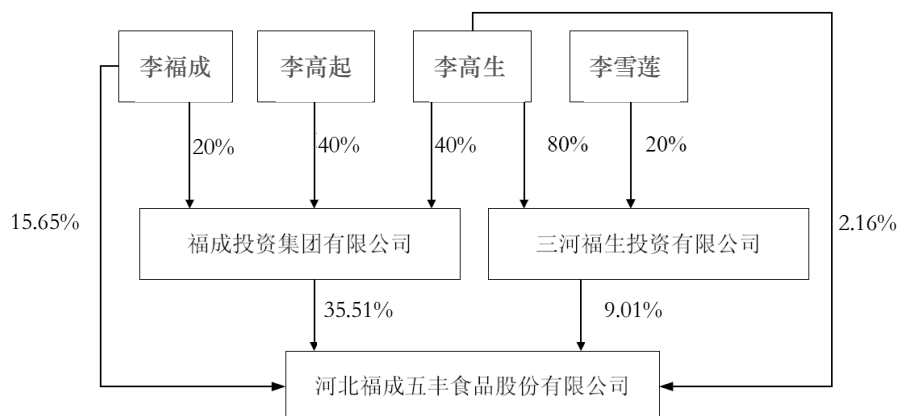 李福成
李高起
李高生
李雪莲
20%
40%
40%
80%
20%
15.65%
2.16%
福成投资集团有限公司
三河福生投资有限公司
35.51%
9.01%
河北福成五丰食品股份有限公司